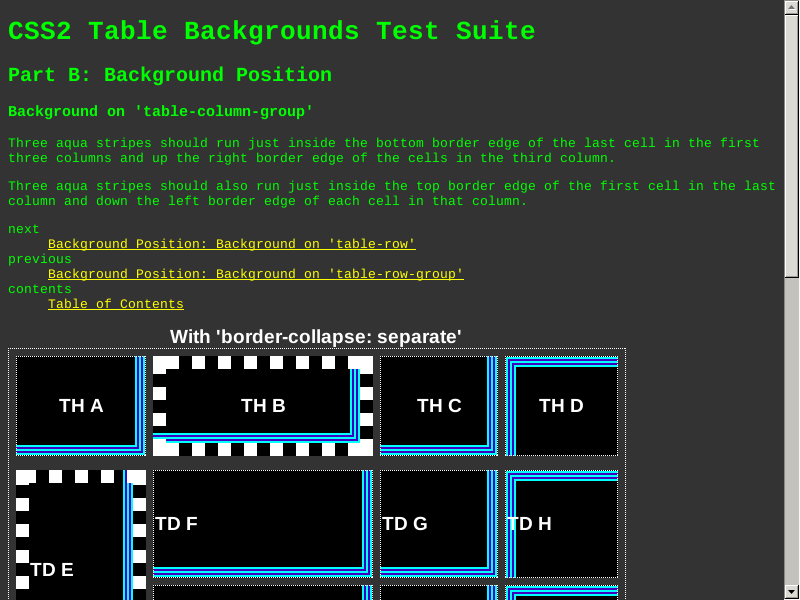 CSS2 Table Backgrounds Test Suite
Part B: Background Position
Background on 'table-column-group'
Three aqua stripes should run just inside the bottom border edge of the last cell in the first
three columns and up the right border edge of the cells in the third column.
Three aqua stripes should also run just inside the top border edge of the first cell in the last
column and down the left border edge of each cell in that column.
next
Background Position: Background on 'table-row'
previous
Background Position: Background on 'table-row-group'
contents
Table of Contents
With 'border-collapse: separate'
TH A TH B TH C TH D
TD E TD F TD G TD H